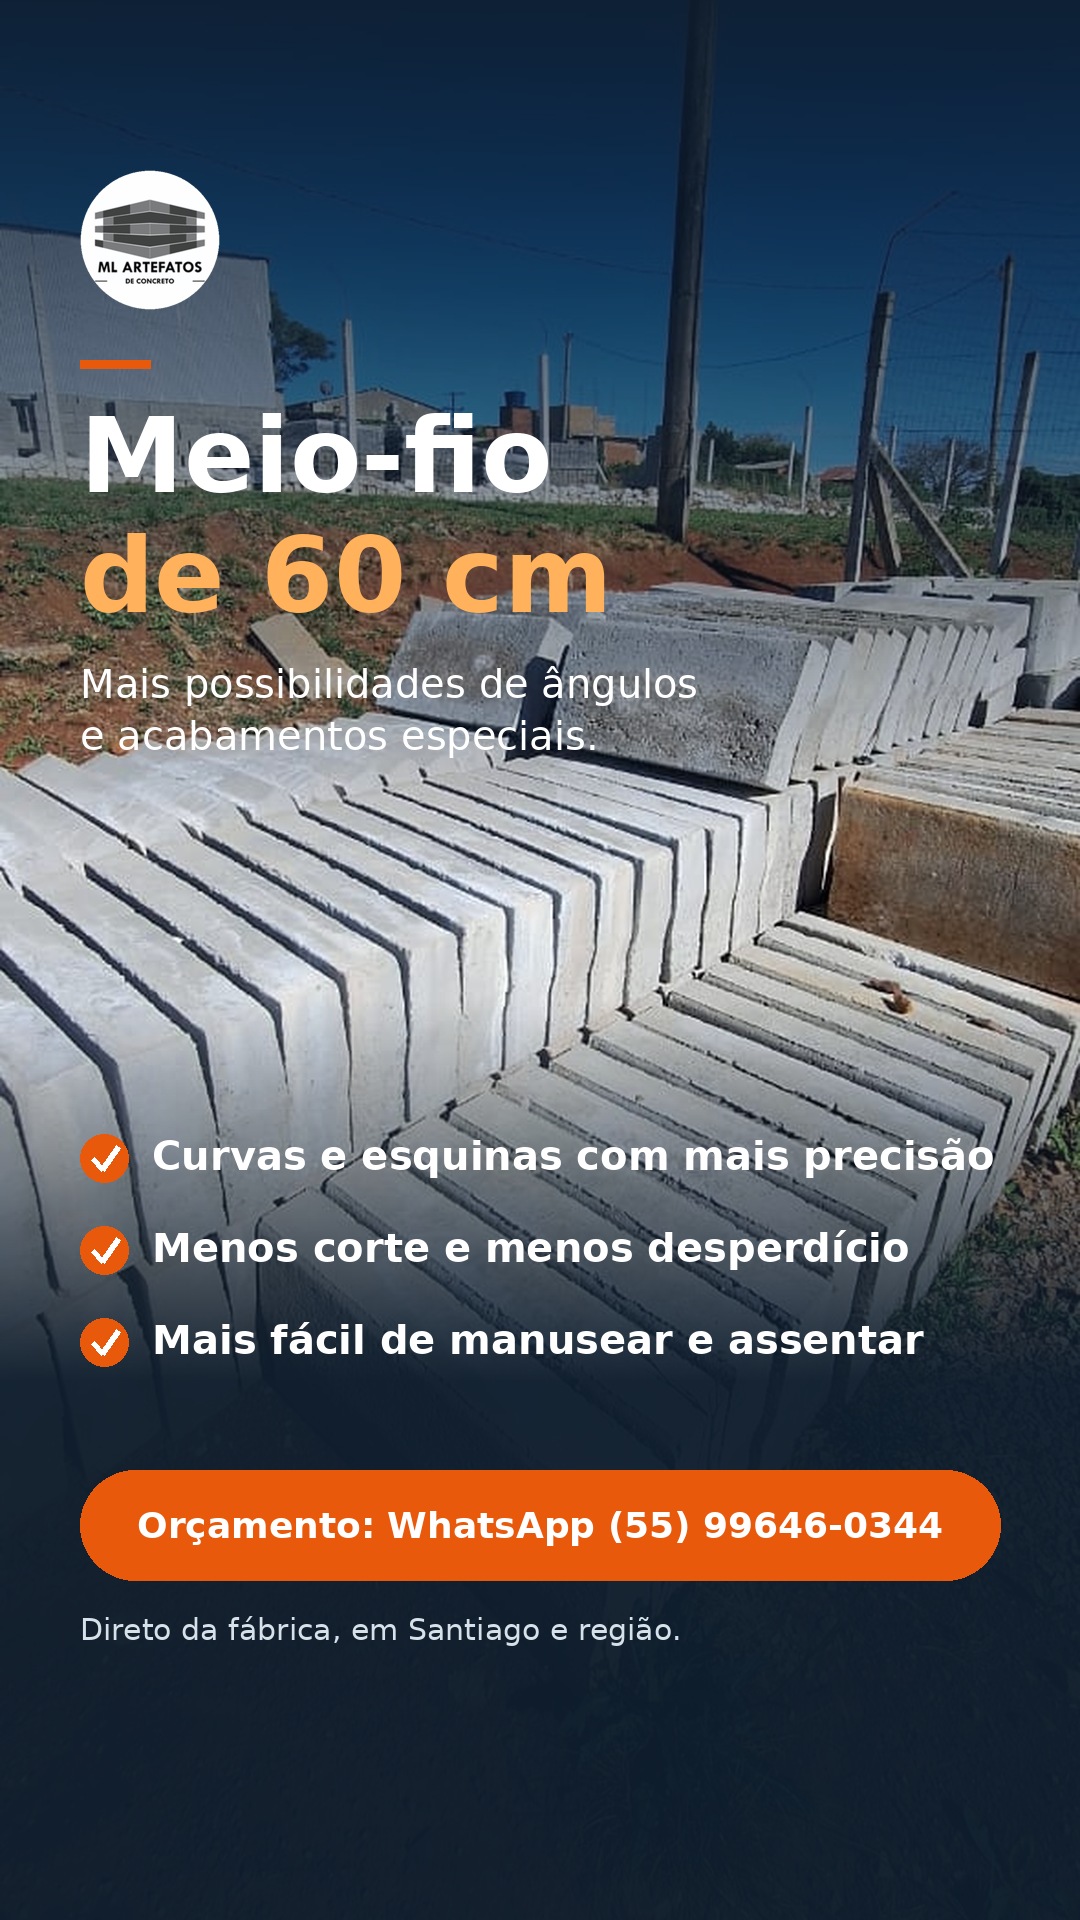 ML ARTEFATOS
DE CONCRETO
Meio-fio
de 60 cm
Mais possibilidades de ângulos
e acabamentos especiais.
Curvas e esquinas com mais precisão
Menos corte e menos desperdício
Mais fácil de manusear e assentar
Orçamento: WhatsApp (55) 99646-0344
Direto da fábrica, em Santiago e região.